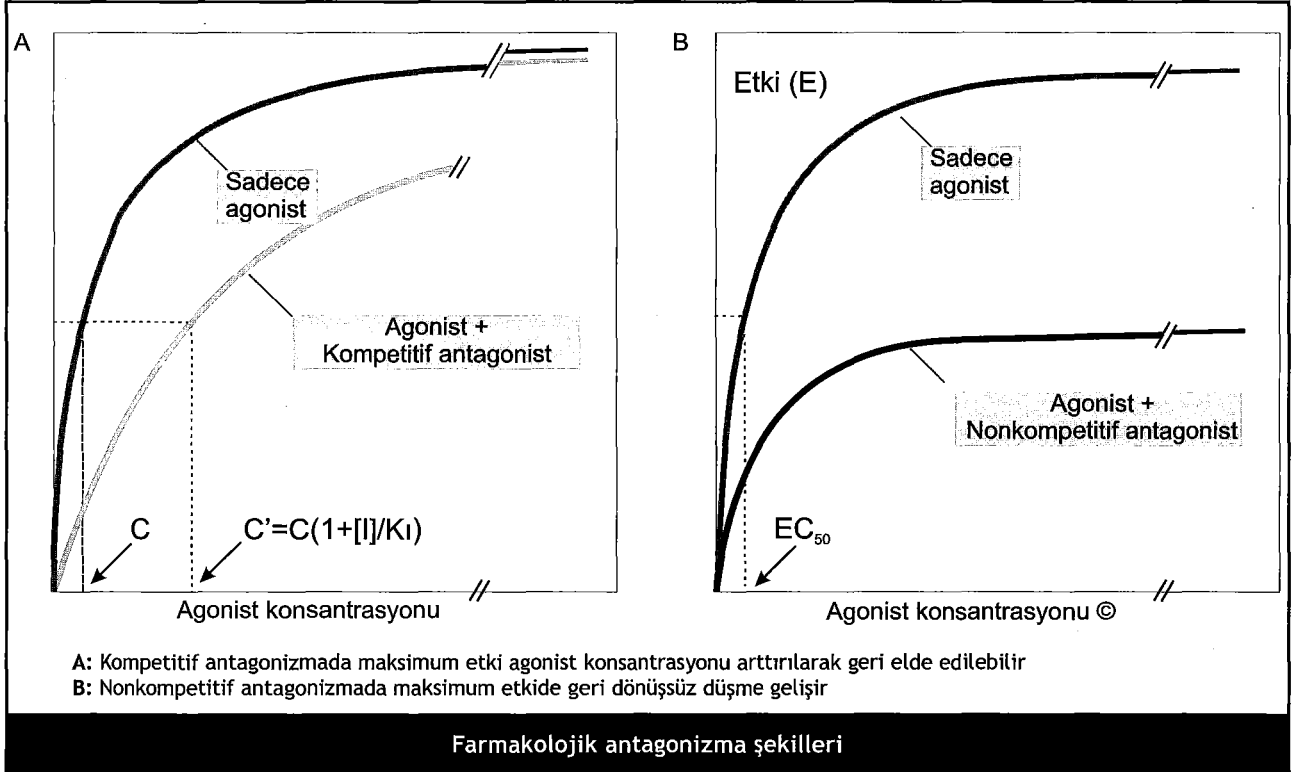 A
Sadece
agonist
Agonist +
Kompetitif antagonist
C
C'=C(1+[I]/Kı)
Agonist konsantrasyonu
B
Etki (E)
Sadece
agonist
Agonist +
Nonkompetitif antagonist
EC₅₀
Agonist konsantrasyonu ©
A: Kompetitif antagonizmada maksimum etki agonist konsantrasyonu arttırılarak geri elde edilebilir
B: Nonkompetitif antagonizmada maksimum etkide geri dönüşsüz düşme gelişir
Farmakolojik antagonizma şekilleri